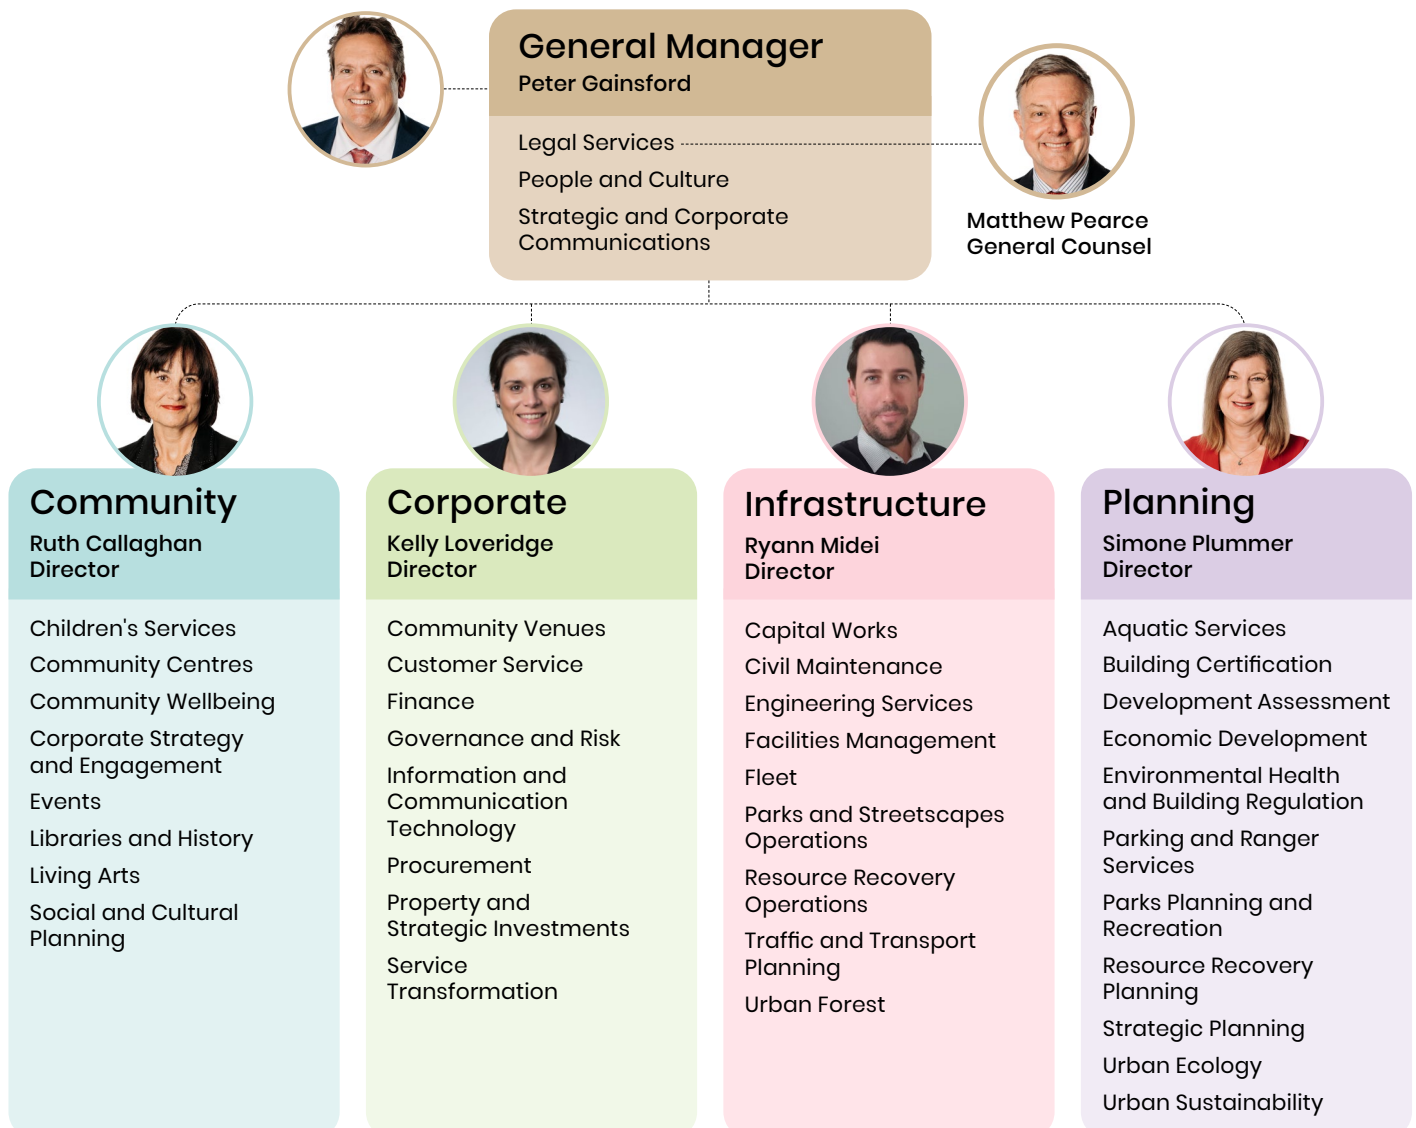 General Manager
Peter Gainsford
Legal Services
People and Culture
Strategic and Corporate
Communications
Matthew Pearce
General Counsel
Community
Ruth Callaghan
Director
Children's Services
Community Centres
Community Wellbeing
Corporate Strategy
and Engagement
Events
Libraries and History
Living Arts
Social and Cultural
Planning
Corporate
Kelly Loveridge
Director
Community Venues
Customer Service
Finance
Governance and Risk
Information and
Communication
Technology
Procurement
Property and
Strategic Investments
Service
Transformation
Infrastructure
Ryann Midei
Director
Capital Works
Civil Maintenance
Engineering Services
Facilities Management
Fleet
Parks and Streetscapes
Operations
Resource Recovery
Operations
Traffic and Transport
Planning
Urban Forest
Planning
Simone Plummer
Director
Aquatic Services
Building Certification
Development Assessment
Economic Development
Environmental Health
and Building Regulation
Parking and Ranger
Services
Parks Planning and
Recreation
Resource Recovery
Planning
Strategic Planning
Urban Ecology
Urban Sustainability